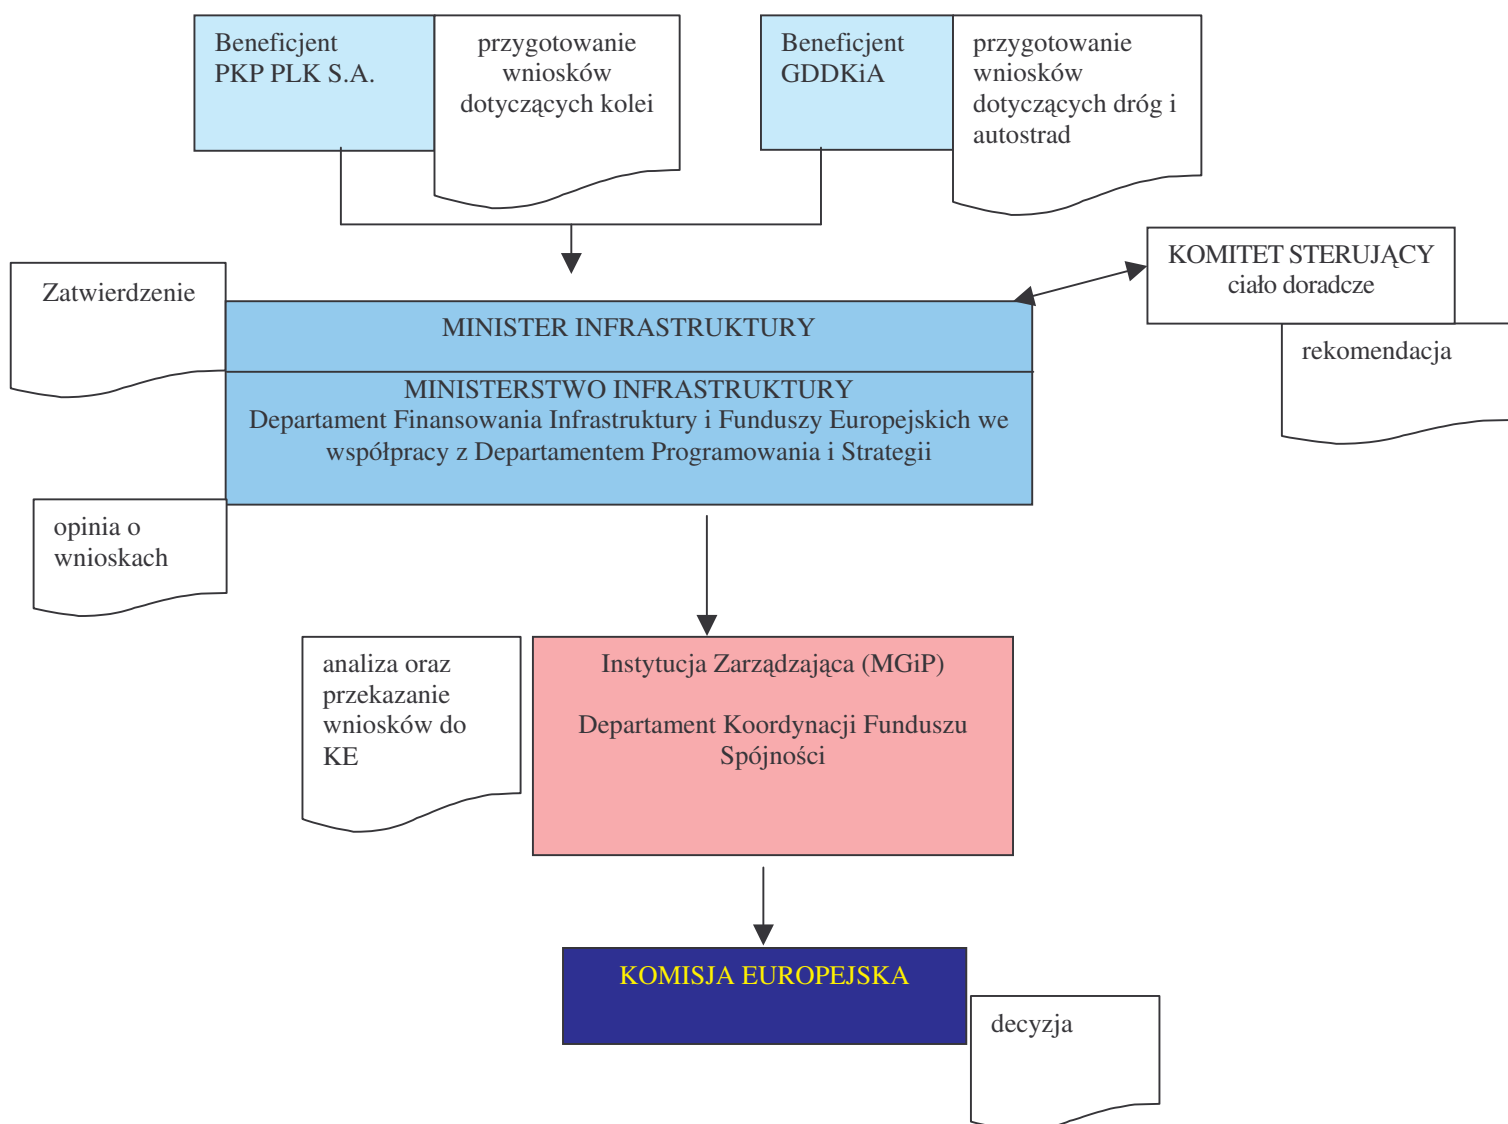 Beneficjent
PKP PLK S.A.
przygotowanie
wniosków
dotyczących kolei
Beneficjent
GDDKiA
przygotowanie
wniosków
dotyczących dróg i
autostrad
KOMITET STERUJĄCY
ciało doradcze
rekomendacja
Zatwierdzenie
MINISTER INFRASTRUKTURY
MINISTERSTWO INFRASTRUKTURY
Departament Finansowania Infrastruktury i Funduszy Europejskich we
współpracy z Departamentem Programowania i Strategii
opinia o
wnioskach
analiza oraz
przekazanie
wniosków do
KE
Instytucja Zarządzająca (MGiP)
Departament Koordynacji Funduszu
Spójności
KOMISJA EUROPEJSKA
decyzja